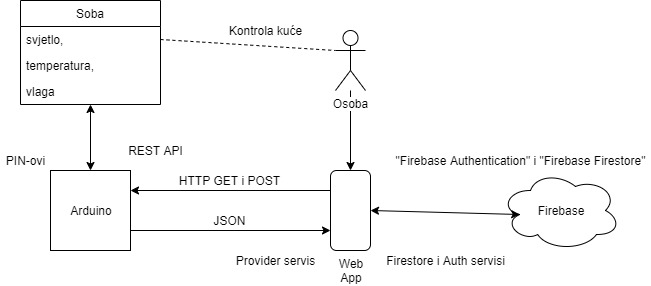 Soba
svjetlo,
temperatura,
vlaga
Kontrola kuće
Osoba
PIN-ovi
REST API
"Firebase Authentication" i "Firebase Firestore"
HTTP GET i POST
Arduino
JSON
Firebase
Provider servis
Web
App
Firestore i Auth servisi